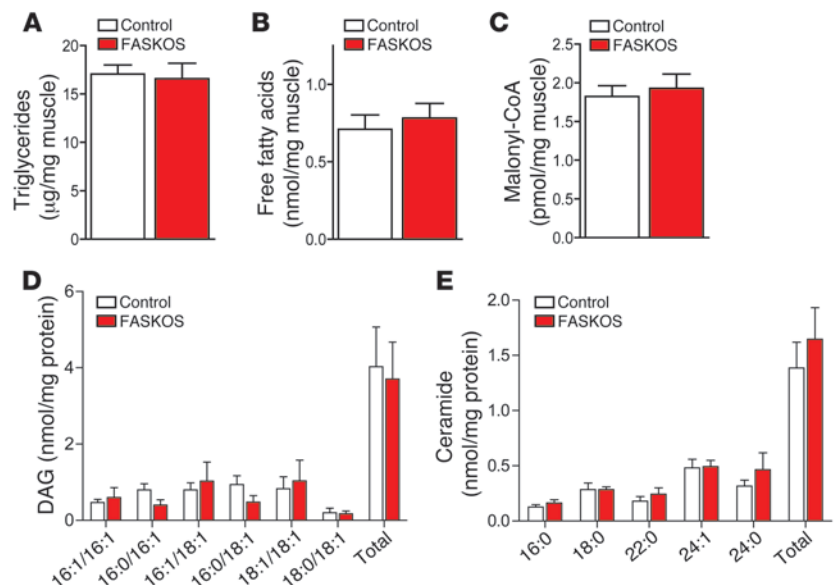 A
Control
FASKOS
Triglycerides
(μg/mg muscle)
20
15
10
5
0
B
Control
FASKOS
Free fatty acids
(nmol/mg muscle)
1.0
0.5
0.0
C
Control
FASKOS
Malonyl-CoA
(pmol/mg muscle)
2.5
2.0
1.5
1.0
0.5
0.0
D
Control
FASKOS
DAG (nmol/mg protein)
6
4
2
0
16:1/16:1
16:0/16:1
16:1/18:1
16:0/18:1
18:1/18:1
18:0/18:1
Total
E
Control
FASKOS
Ceramide
(nmol/mg protein)
2.0
1.5
1.0
0.5
0.0
16:0
18:0
22:0
24:1
24:0
Total